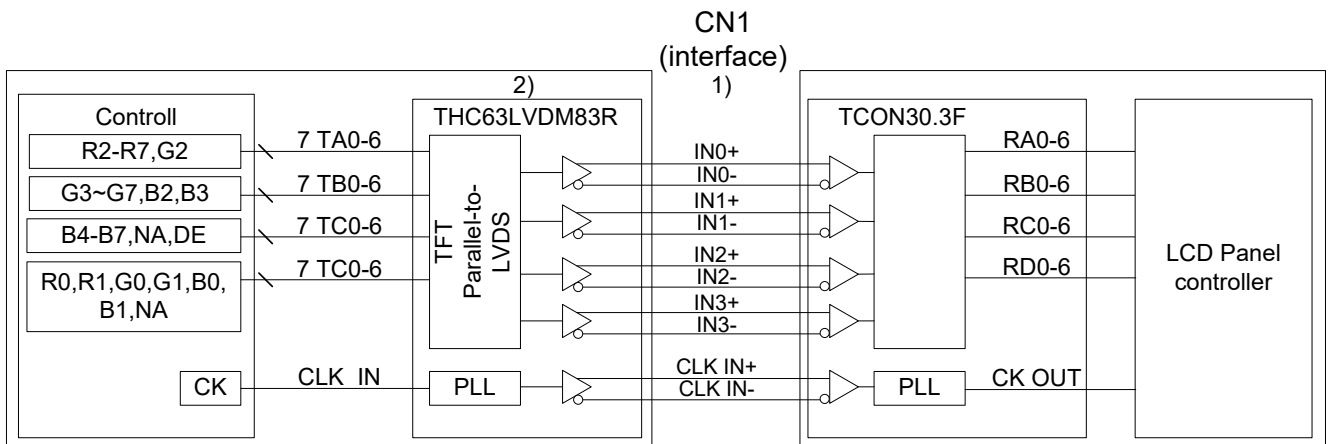 CN1
(interface)
1)
2)
Controll
R2-R7,G2
G3~G7,B2,B3
B4-B7,NA,DE
R0,R1,G0,G1,B0,
B1,NA
CK
7 TA0-6
7 TB0-6
7 TC0-6
7 TC0-6
CLK IN
THC63LVDM83R
TFT
Parallel-to-
LVDS
PLL
IN0+
IN0-
IN1+
IN1-
IN2+
IN2-
IN3+
IN3-
CLK IN+
CLK IN-
TCON30.3F
PLL
RA0-6
RB0-6
RC0-6
RD0-6
CK OUT
LCD Panel
controller